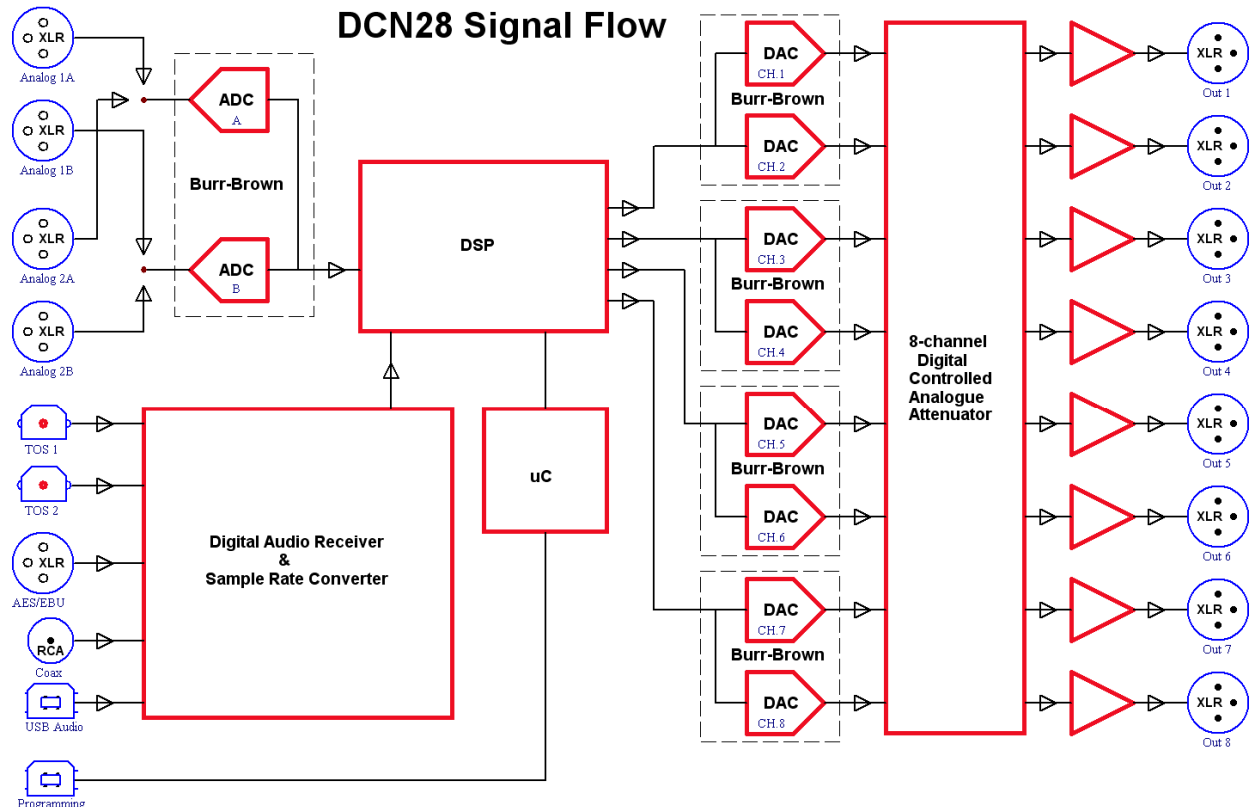 DCN28 Signal Flow
XLR
Analog 1A
XLR
Analog 1B
XLR
Analog 2A
XLR
Analog 2B
TOS 1
TOS 2
XLR
AES/EBU
RCA
Coax
USB Audio
Programming
ADC
A
Burr-Brown
ADC
B
DSP
Digital Audio Receiver
&
Sample Rate Converter
uC
DAC
CH.1
Burr-Brown
DAC
CH.2
DAC
CH.3
Burr-Brown
DAC
CH.4
DAC
CH.5
Burr-Brown
DAC
CH.6
DAC
CH.7
Burr-Brown
DAC
CH.8
8-channel
Digital
Controlled
Analogue
Attenuator
XLR
Out 1
XLR
Out 2
XLR
Out 3
XLR
Out 4
XLR
Out 5
XLR
Out 6
XLR
Out 7
XLR
Out 8